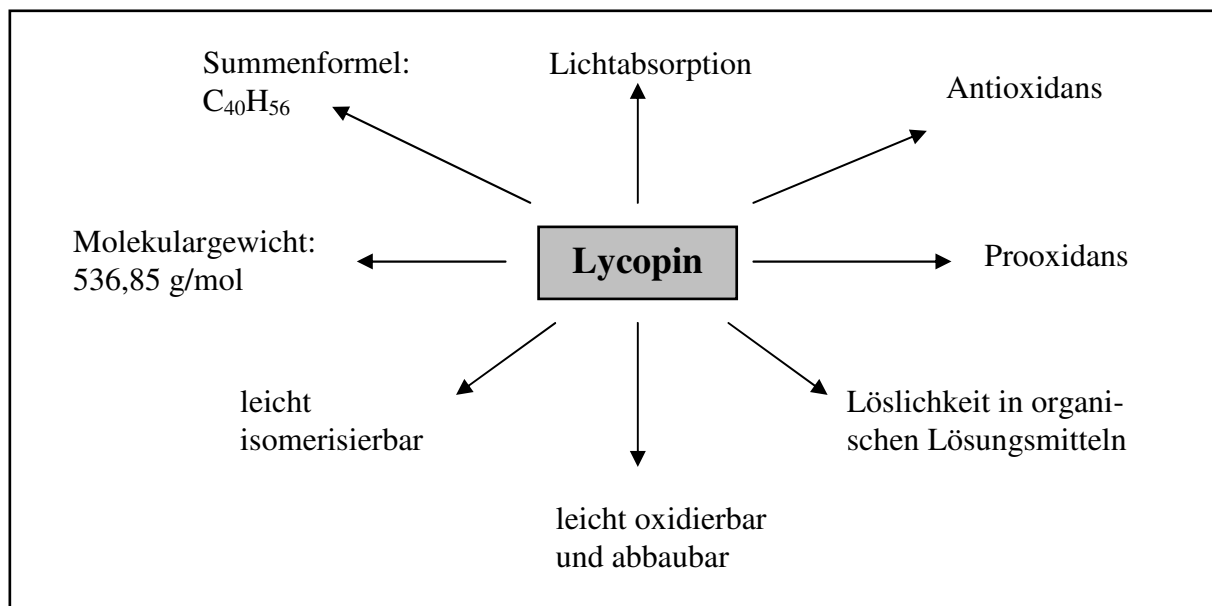 Summenformel:
C₄₀H₅₆
Lichtabsorption
Antioxidans
Molekulargewicht:
536,85 g/mol
Lycopin
Prooxidans
leicht
isomerisierbar
Löslichkeit in organi-
schen Lösungsmitteln
leicht oxidierbar
und abbaubar